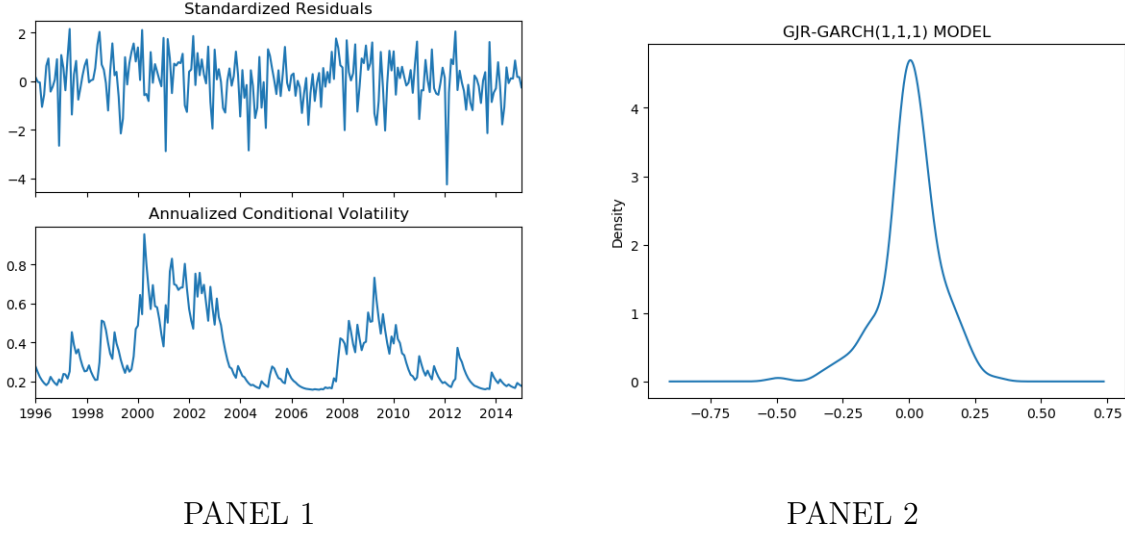 Standardized Residuals
2
0
−2
−4
Annualized Conditional Volatility
0.8
0.6
0.4
0.2
1996 1998 2000 2002 2004 2006 2008 2010 2012 2014
PANEL 1
GJR-GARCH(1,1,1) MODEL
Density
4
3
2
1
0
−0.75 −0.50 −0.25 0.00 0.25 0.50 0.75
PANEL 2